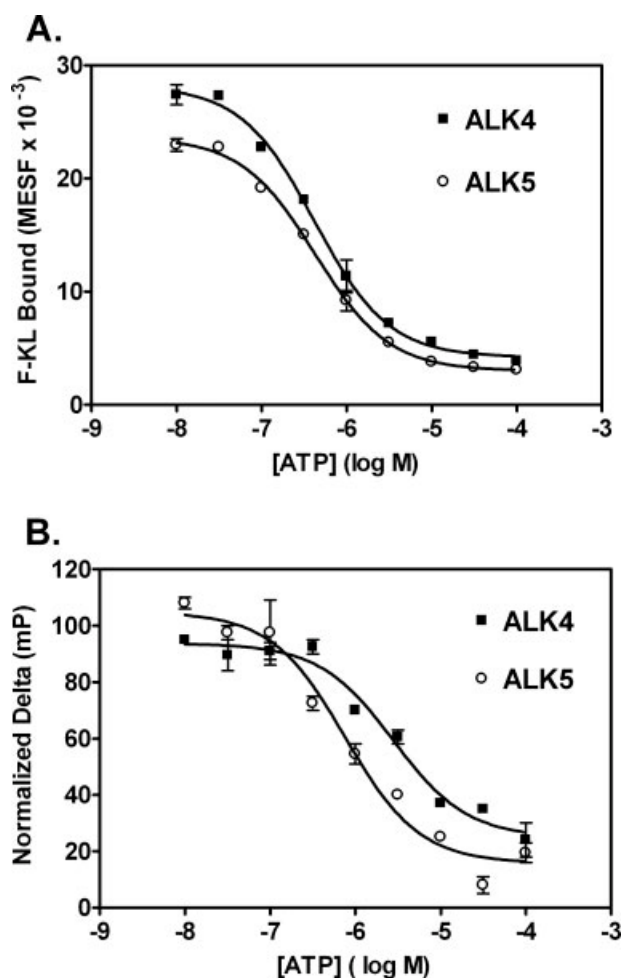 A.
F-KL Bound (MESF x 10⁻³)
30
20
10
0
ALK4
ALK5
-9 -8 -7 -6 -5 -4 -3
[ATP] (log M)
B.
Normalized Delta (mP)
120
100
80
60
40
20
0
ALK4
ALK5
-9 -8 -7 -6 -5 -4 -3
[ATP] ( log M)